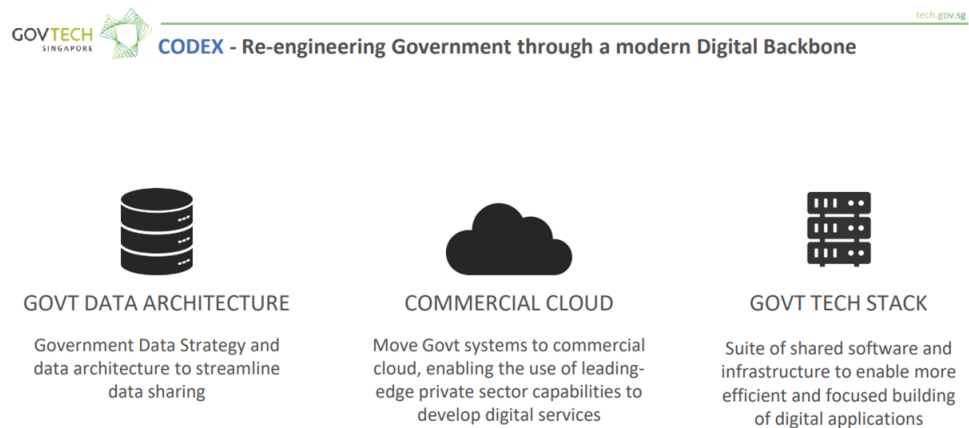 tech.gov.sg
GOVTECH
SINGAPORE
CODEX - Re-engineering Government through a modern Digital Backbone
GOVT DATA ARCHITECTURE
Government Data Strategy and
data architecture to streamline
data sharing
COMMERCIAL CLOUD
Move Govt systems to commercial
cloud, enabling the use of leading-
edge private sector capabilities to
develop digital services
GOVT TECH STACK
Suite of shared software and
infrastructure to enable more
efficient and focused building
of digital applications